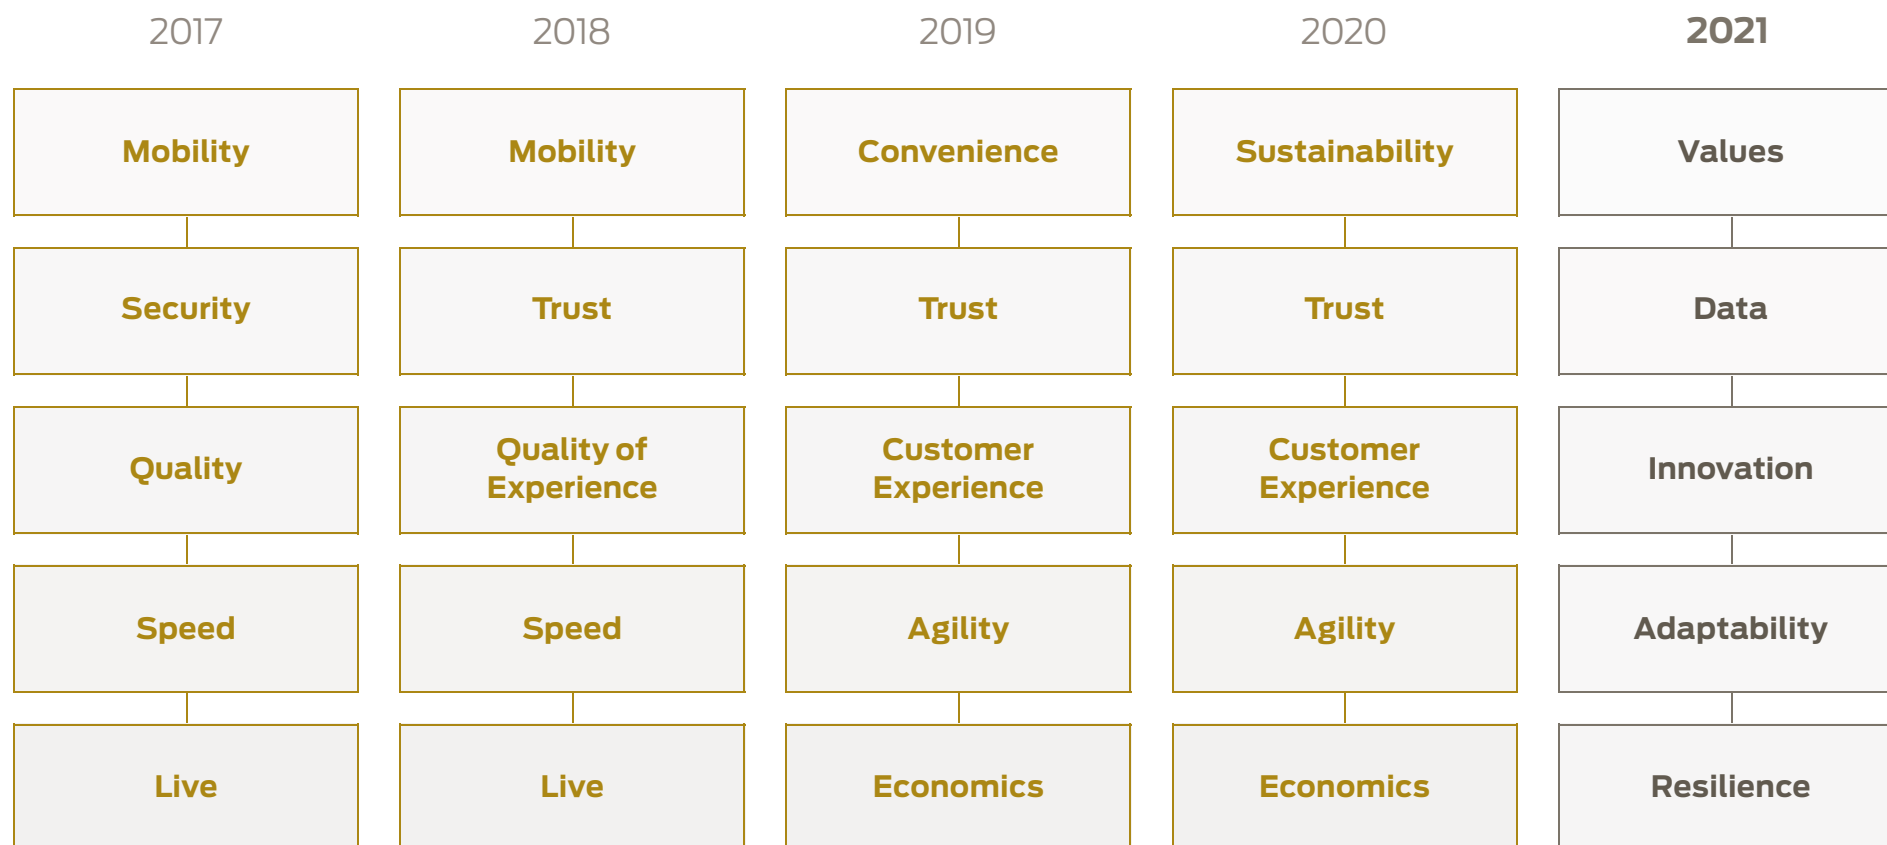 2017
2018
2019
2020
2021
Mobility
Mobility
Convenience
Sustainability
Values
Security
Trust
Trust
Trust
Data
Quality
Quality of
Experience
Customer
Experience
Customer
Experience
Innovation
Speed
Speed
Agility
Agility
Adaptability
Live
Live
Economics
Economics
Resilience